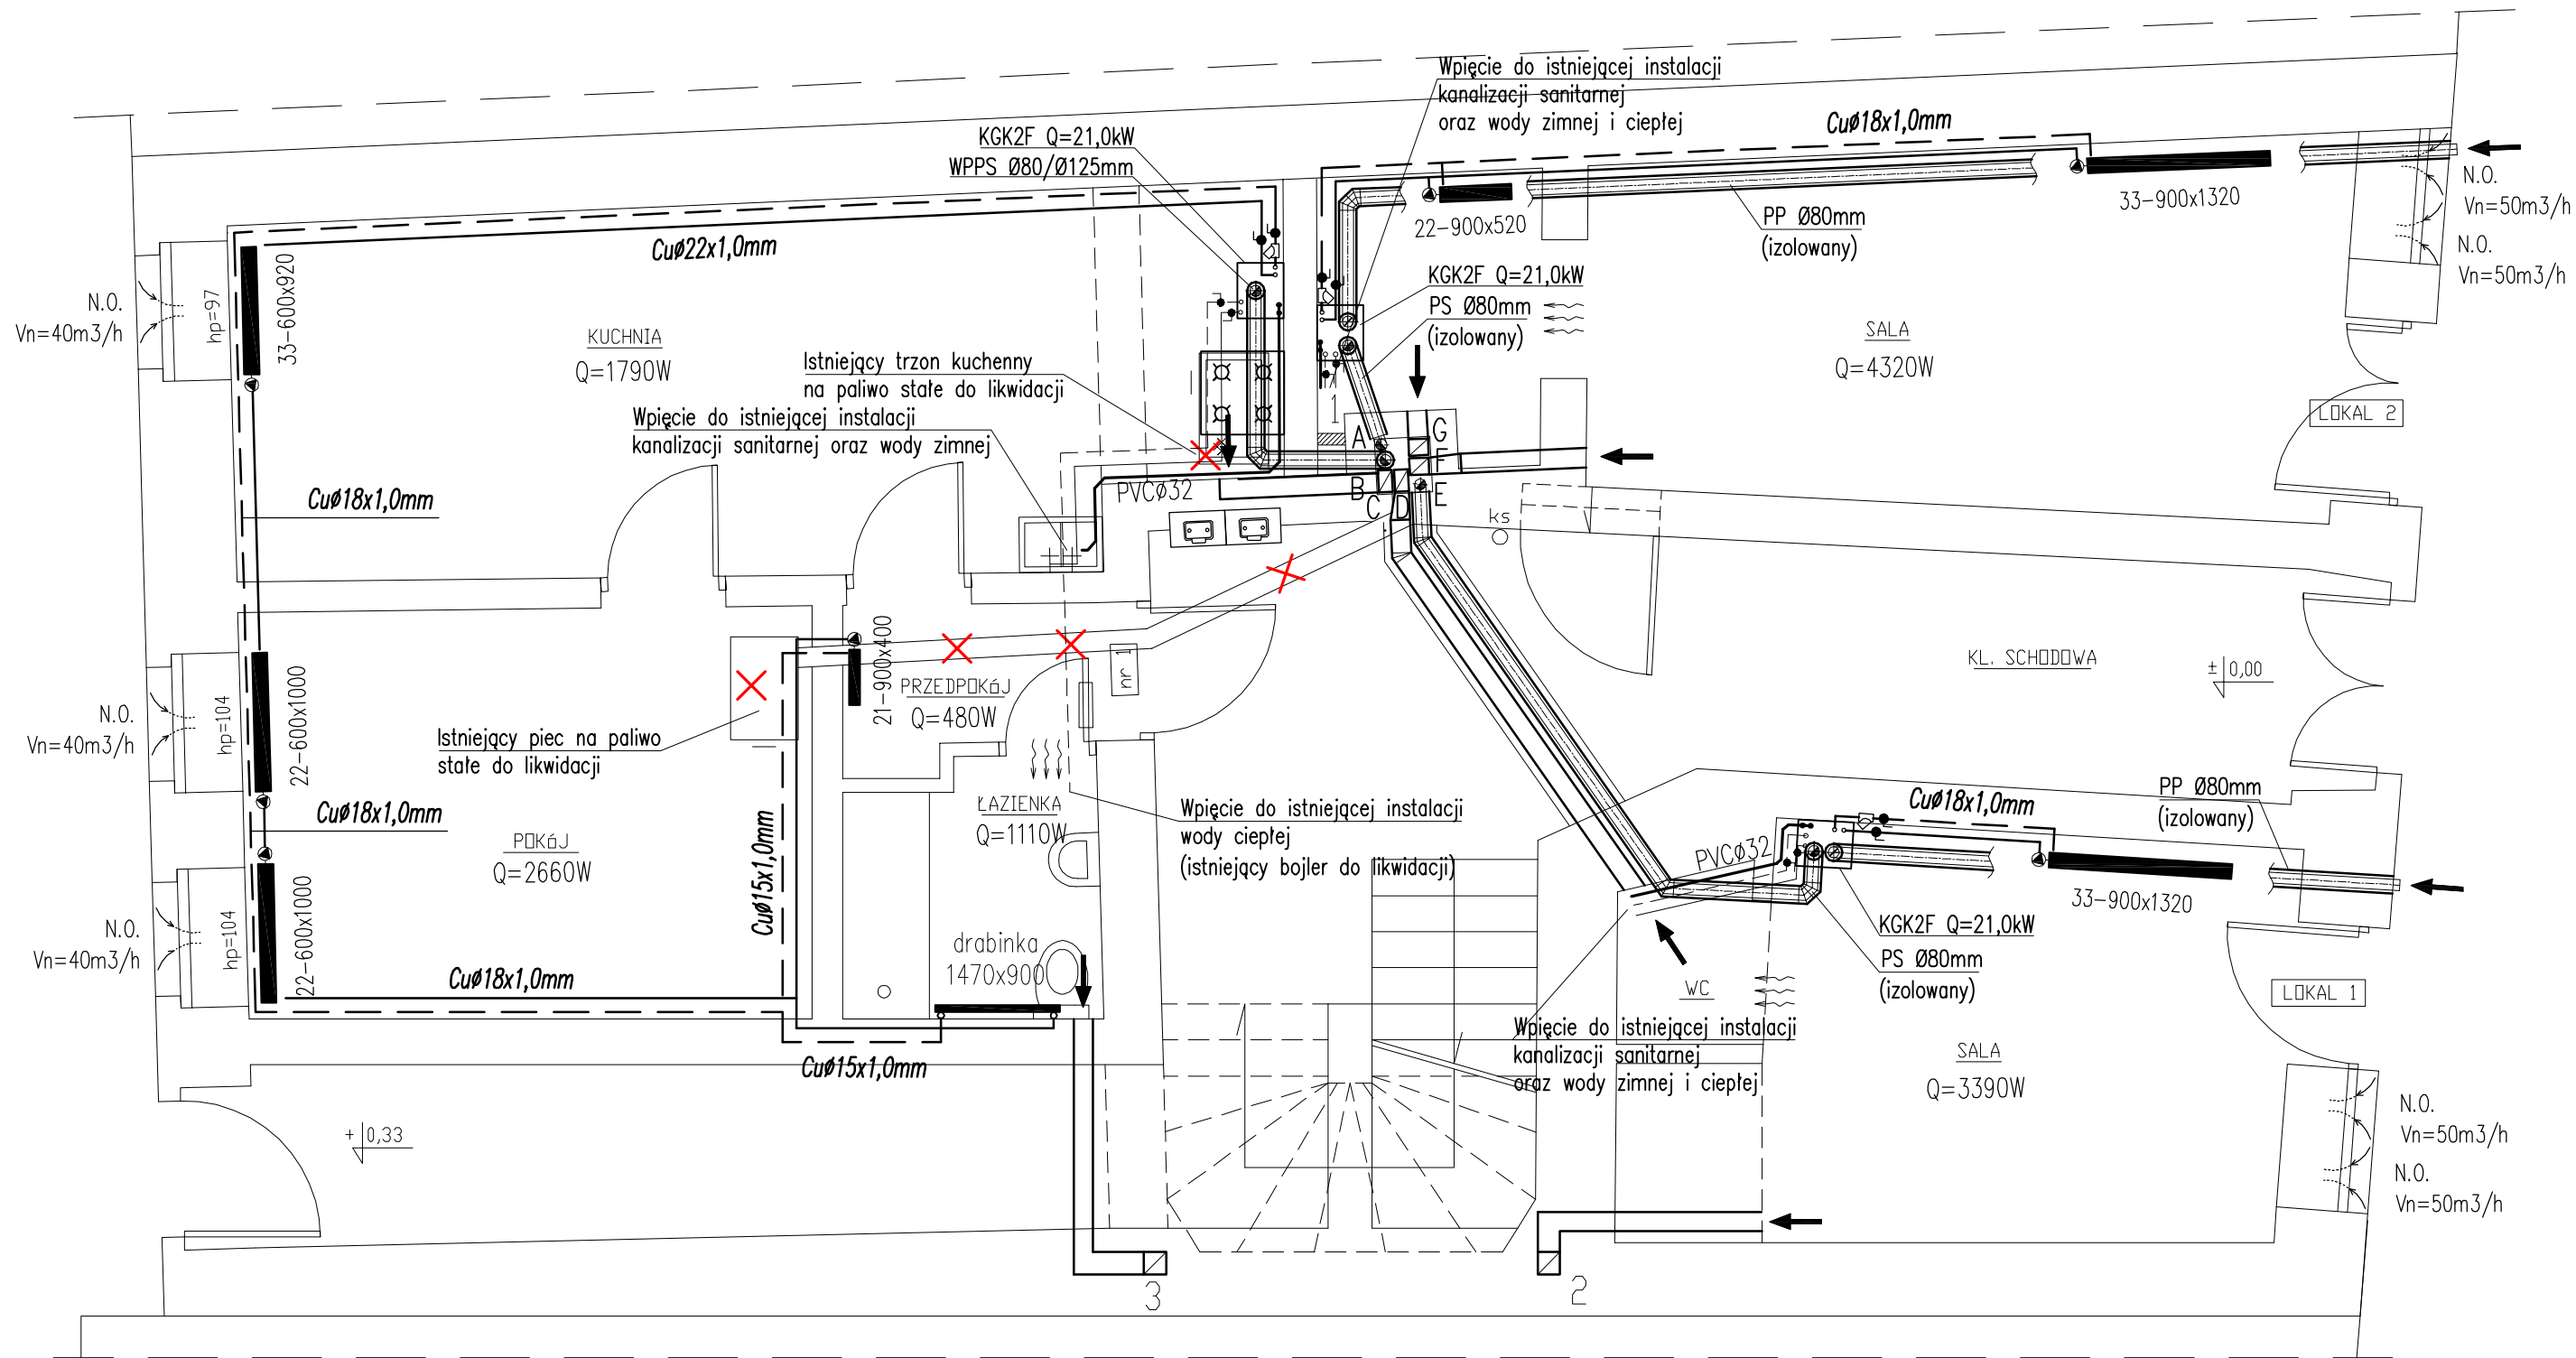 Wpięcie do istniejącej instalacji
kanalizacji sanitarnej
oraz wody zimnej i ciepłej
KGK2F Q=21,0kW
WPPS Ø80/Ø125mm
Cuø18x1,0mm
N.O.
Vn=50m3/h
N.O.
Vn=50m3/h
33-900x1320
22-900x520
PP Ø80mm
(izolowany)
Cuø22x1,0mm
33-600x920
hp=97
N.O.
Vn=40m3/h
KUCHNIA
Q=1790W
KGK2F Q=21,0kW
PS Ø80mm
(izolowany)
SALA
Q=4320W
Istniejący trzon kuchenny
na paliwo stałe do likwidacji
Wpięcie do istniejącej instalacji
kanalizacji sanitarnej oraz wody zimnej
LOKAL 2
1
A
G
F
B
E
C
D
PVCø32
Cuø18x1,0mm
ks
KL. SCHODOWA
± 0,00
21-900x400
nr 1
PRZEDPOKóJ
Q=480W
N.O.
Vn=40m3/h
hp=104
22-600x1000
Istniejący piec na paliwo
stałe do likwidacji
Cuø18x1,0mm
POKóJ
Q=2660W
Cuø15x1,0mm
ŁAZIENKA
Q=1110W
Wpięcie do istniejącej instalacji
wody ciepłej
(istniejący bojler do likwidacji)
PVCø32
Cuø18x1,0mm
PP Ø80mm
(izolowany)
33-900x1320
KGK2F Q=21,0kW
PS Ø80mm
(izolowany)
N.O.
Vn=40m3/h
hp=104
22-600x1000
Cuø18x1,0mm
drabinka
1470x900
WC
LOKAL 1
Wpięcie do istniejącej instalacji
kanalizacji sanitarnej
oraz wody zimnej i ciepłej
SALA
Q=3390W
Cuø15x1,0mm
+ 0,33
N.O.
Vn=50m3/h
N.O.
Vn=50m3/h
3
2